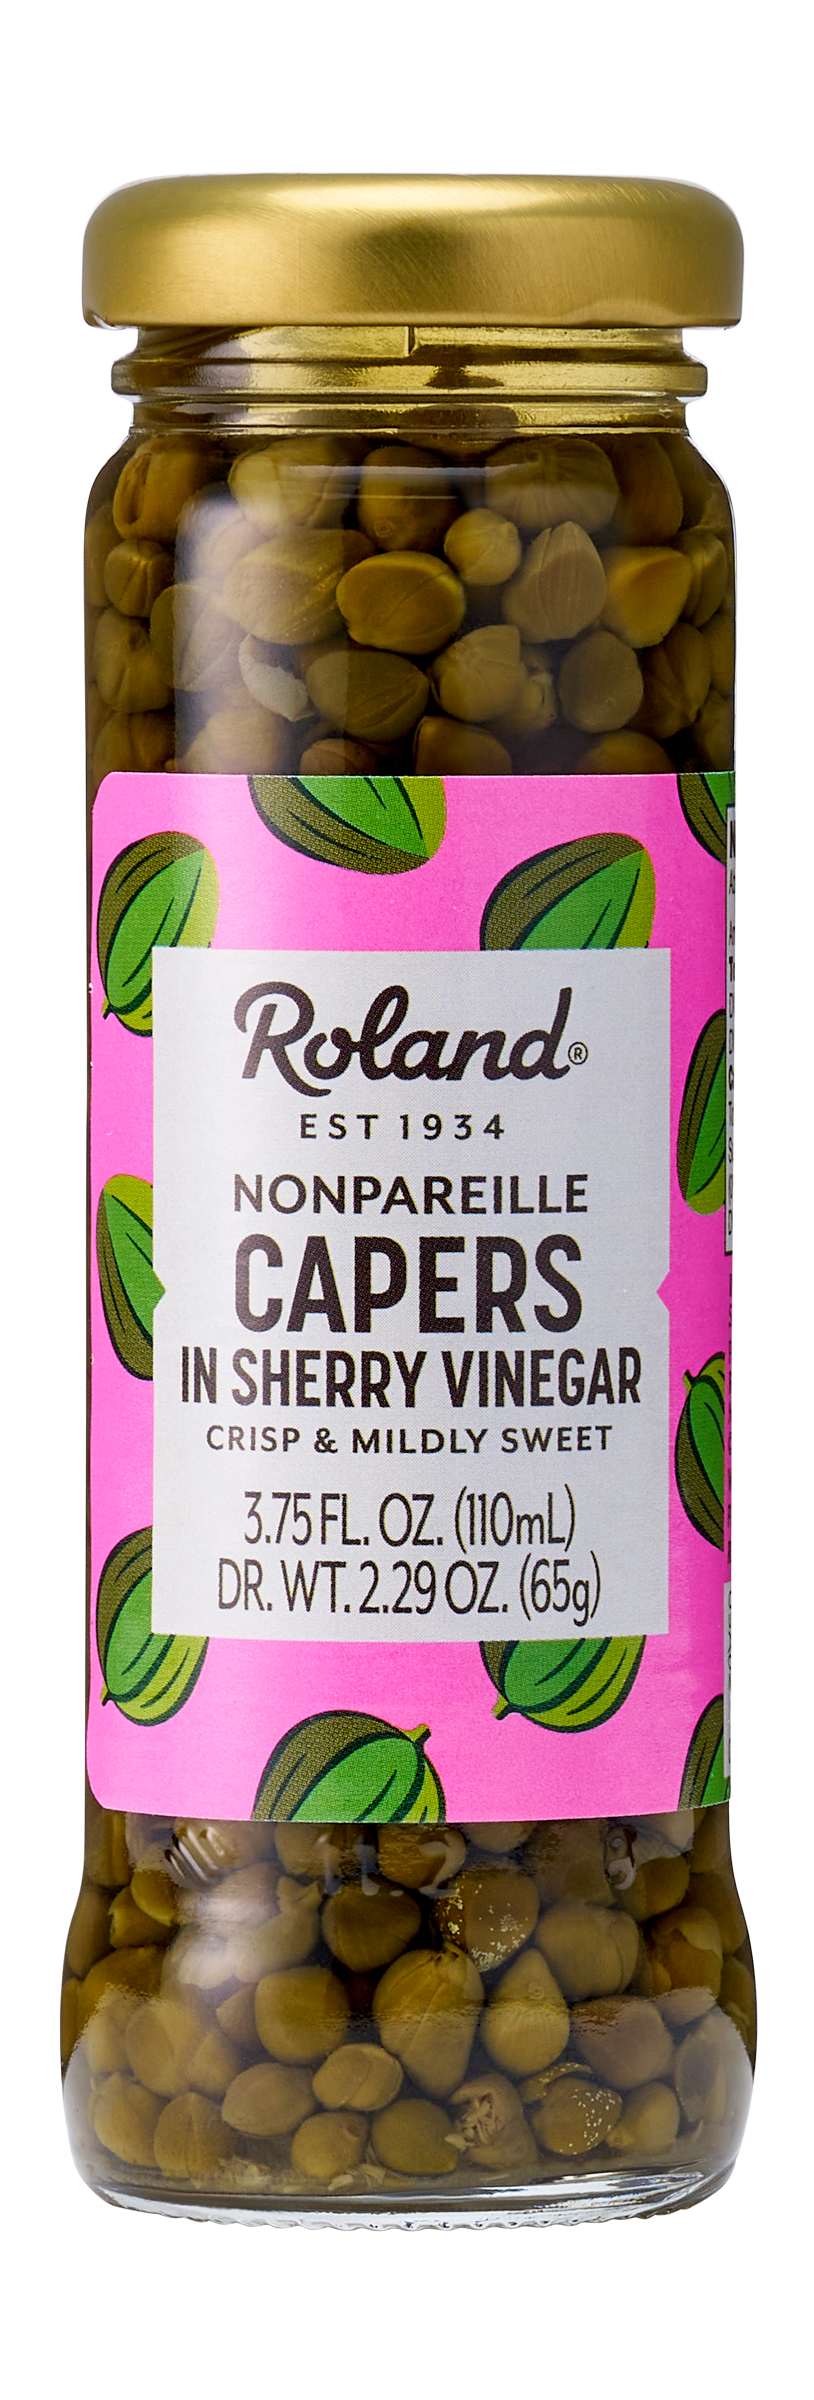 Roland®
EST 1934
NONPAREILLE
CAPERS
IN SHERRY VINEGAR
CRISP & MILDLY SWEET
3.75 FL. OZ. (110mL)
DR. WT. 2.29 OZ. (65g)